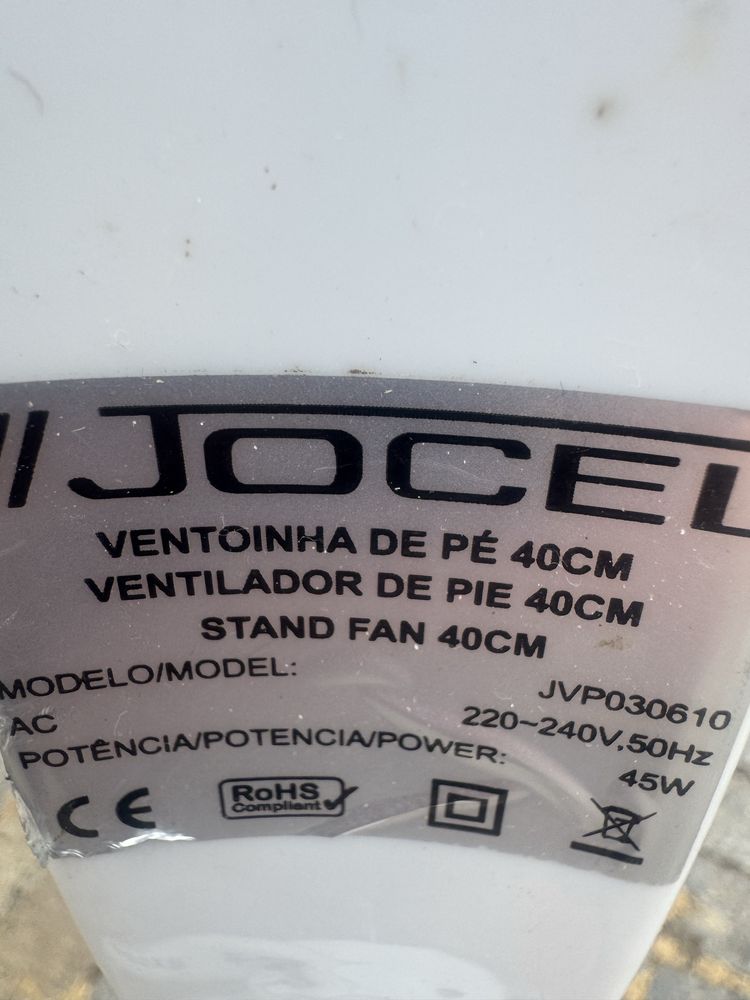 JOCEL
VENTOINHA DE PÉ 40CM
VENTILADOR DE PIE 40CM
STAND FAN 40CM
MODELO/MODEL: JVP030610
AC 220~240V,50Hz
POTÊNCIA/POTENCIA/POWER: 45W
CE RoHS
Compliant